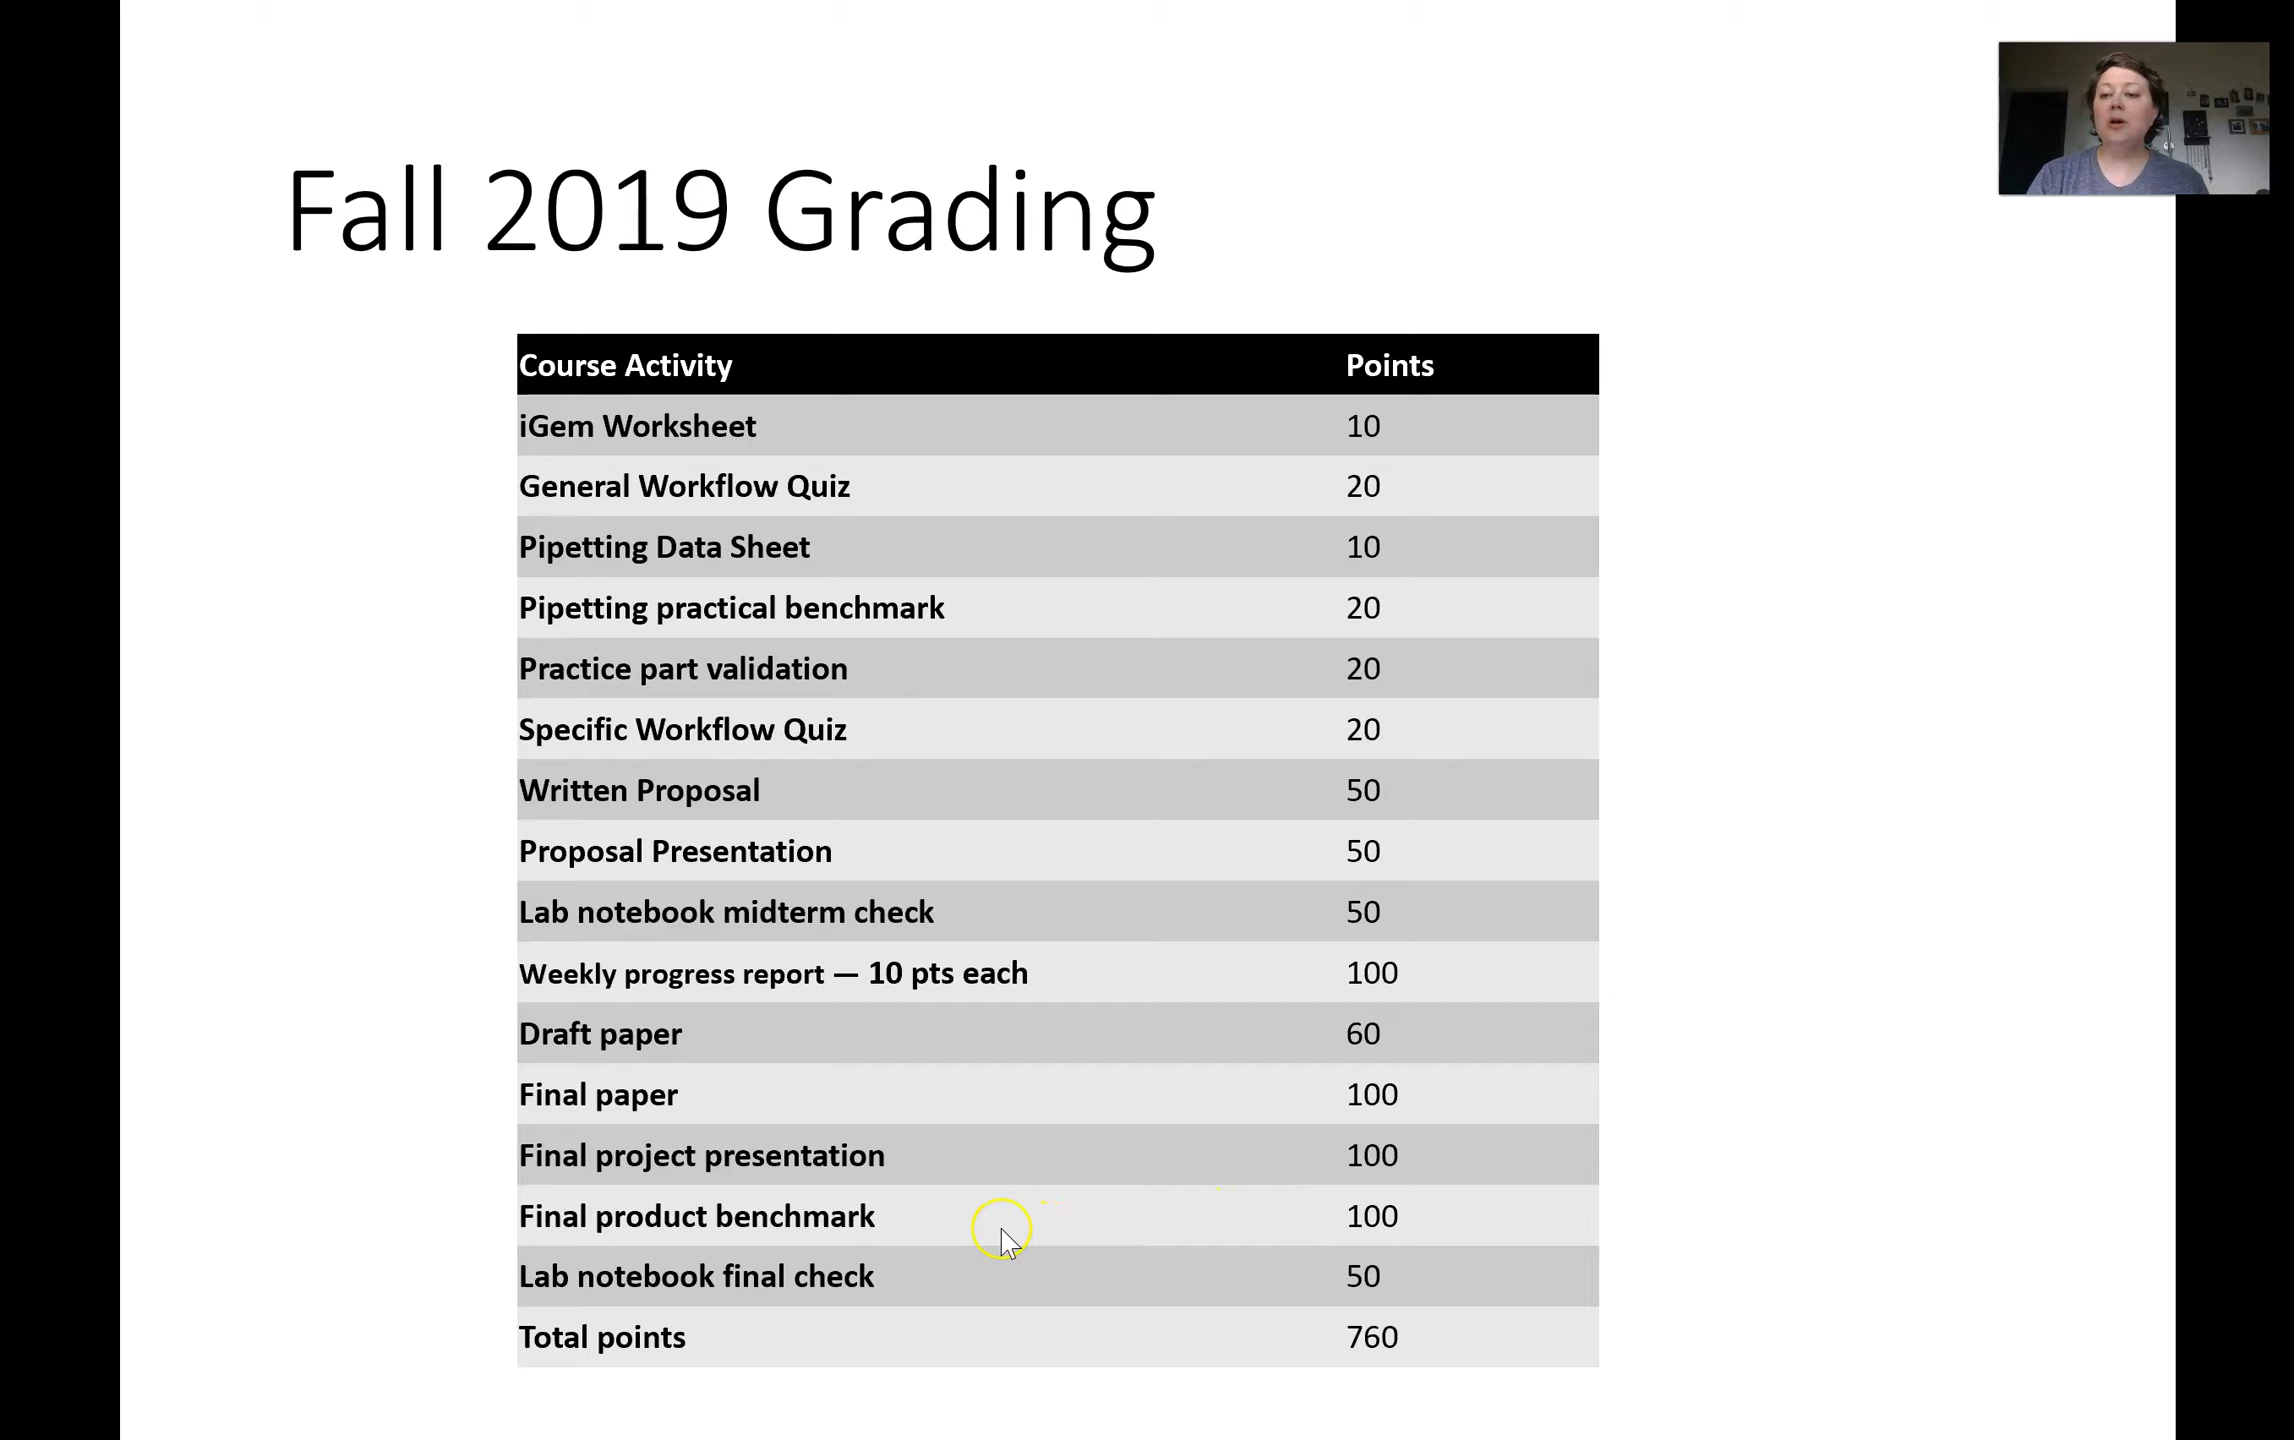 Fall 2019 Grading
Course Activity Points
iGem Worksheet 10
General Workflow Quiz 20
Pipetting Data Sheet 10
Pipetting practical benchmark 20
Practice part validation 20
Specific Workflow Quiz 20
Written Proposal 50
Proposal Presentation 50
Lab notebook midterm check 50
Weekly progress report — 10 pts each 100
Draft paper 60
Final paper 100
Final project presentation 100
Final product benchmark 100
Lab notebook final check 50
Total points 760